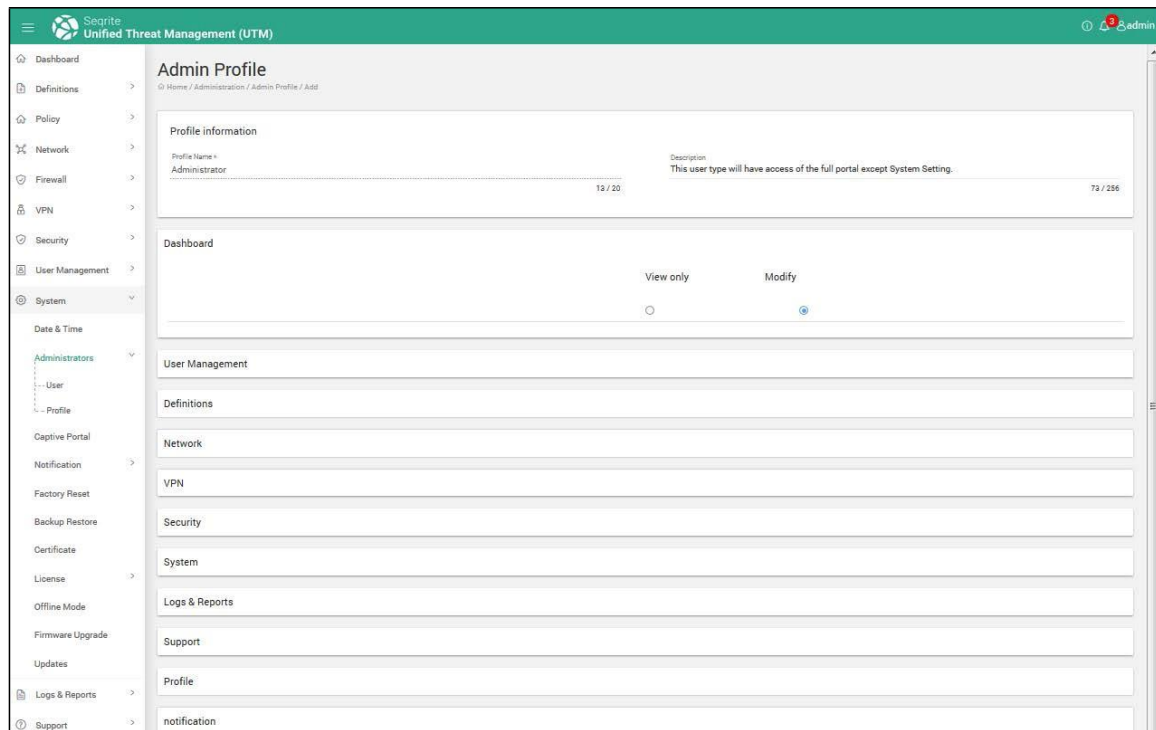 Seqrite
Unified Threat Management (UTM)
3
admin
Dashboard
Definitions
Policy
Network
Firewall
VPN
Security
User Management
System
Date & Time
Administrators
User
Profile
Captive Portal
Notification
Factory Reset
Backup Restore
Certificate
License
Offline Mode
Firmware Upgrade
Updates
Logs & Reports
Support
Admin Profile
Home / Administration / Admin Profile / Add
Profile information
Profile Name *
Administrator
13 / 20
Description
This user type will have access of the full portal except System Setting.
73 / 256
Dashboard
View only Modify
User Management
Definitions
Network
VPN
Security
System
Logs & Reports
Support
Profile
notification